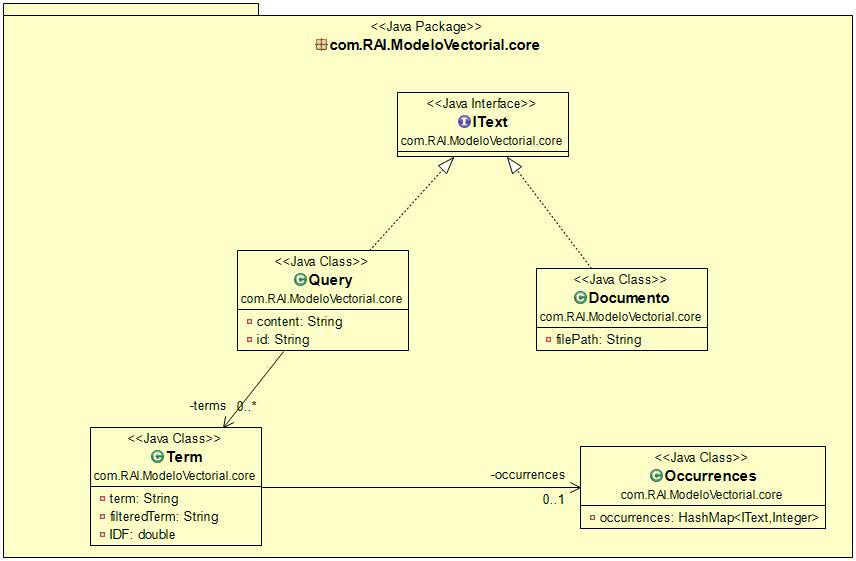 <<Java Package>>
com.RAI.ModeloVectorial.core
<<Java Interface>>
IText
com.RAI.ModeloVectorial.core
<<Java Class>>
Query
com.RAI.ModeloVectorial.core
content: String
id: String
<<Java Class>>
Documento
com.RAI.ModeloVectorial.core
filePath: String
-terms 0..*
<<Java Class>>
Term
com.RAI.ModeloVectorial.core
term: String
filteredTerm: String
IDF: double
-occurrences
0..1
<<Java Class>>
Occurrences
com.RAI.ModeloVectorial.core
occurrences: HashMap<IText,Integer>